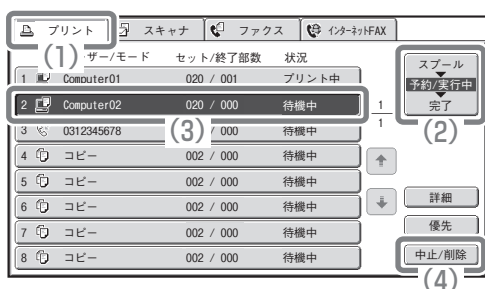 プリント スキャナ ファクス インターネットFAX
(1)
ザー/モード セット/終了部数 状況
1 Computer01 020 / 001 プリント中
2 Computer02 020 / 000 待機中
(3)
3 0312345678 002 / 000 待機中
4 コピー 002 / 000 待機中
5 コピー 002 / 000 待機中
6 コピー 002 / 000 待機中
7 コピー 002 / 000 待機中
8 コピー 002 / 000 待機中
1
1
スプール
予約/実行中
完了
(2)
詳細
優先
中止/削除
(4)